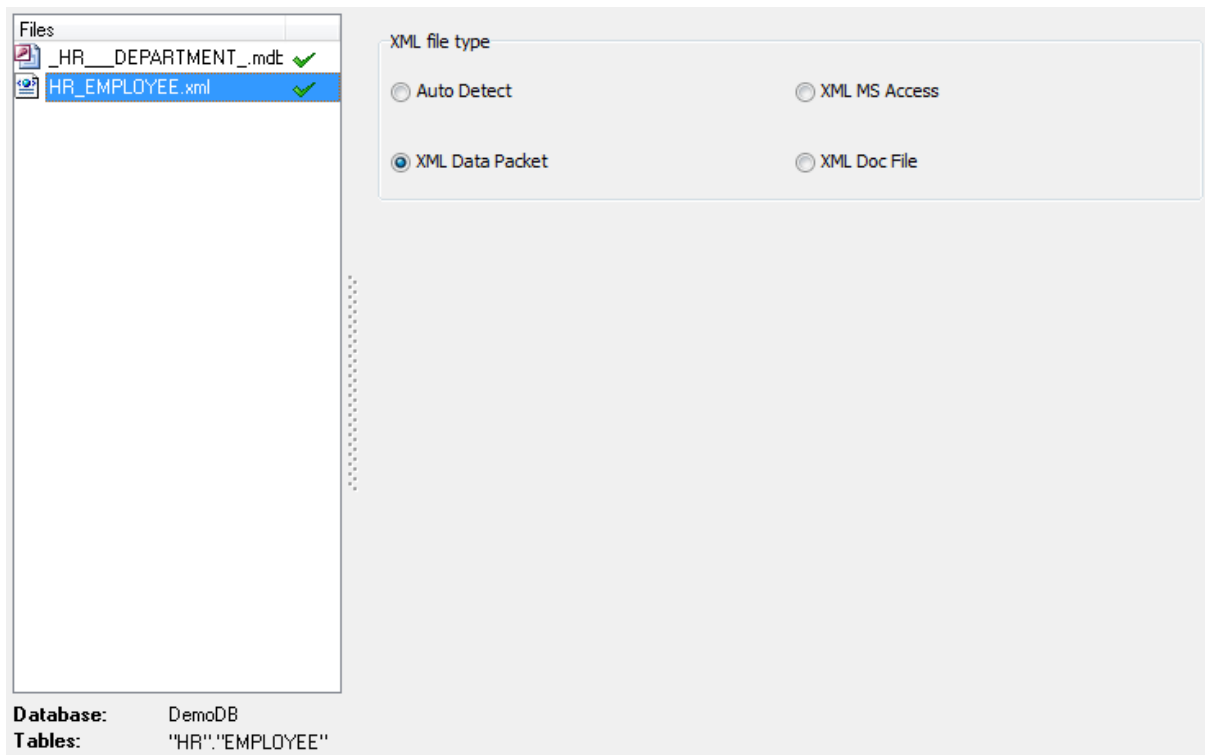 Files
_HR___DEPARTMENT_.mdb
HR_EMPLOYEE.xml
XML file type
Auto Detect
XML MS Access
XML Data Packet
XML Doc File
Database: DemoDB
Tables: "HR"."EMPLOYEE"